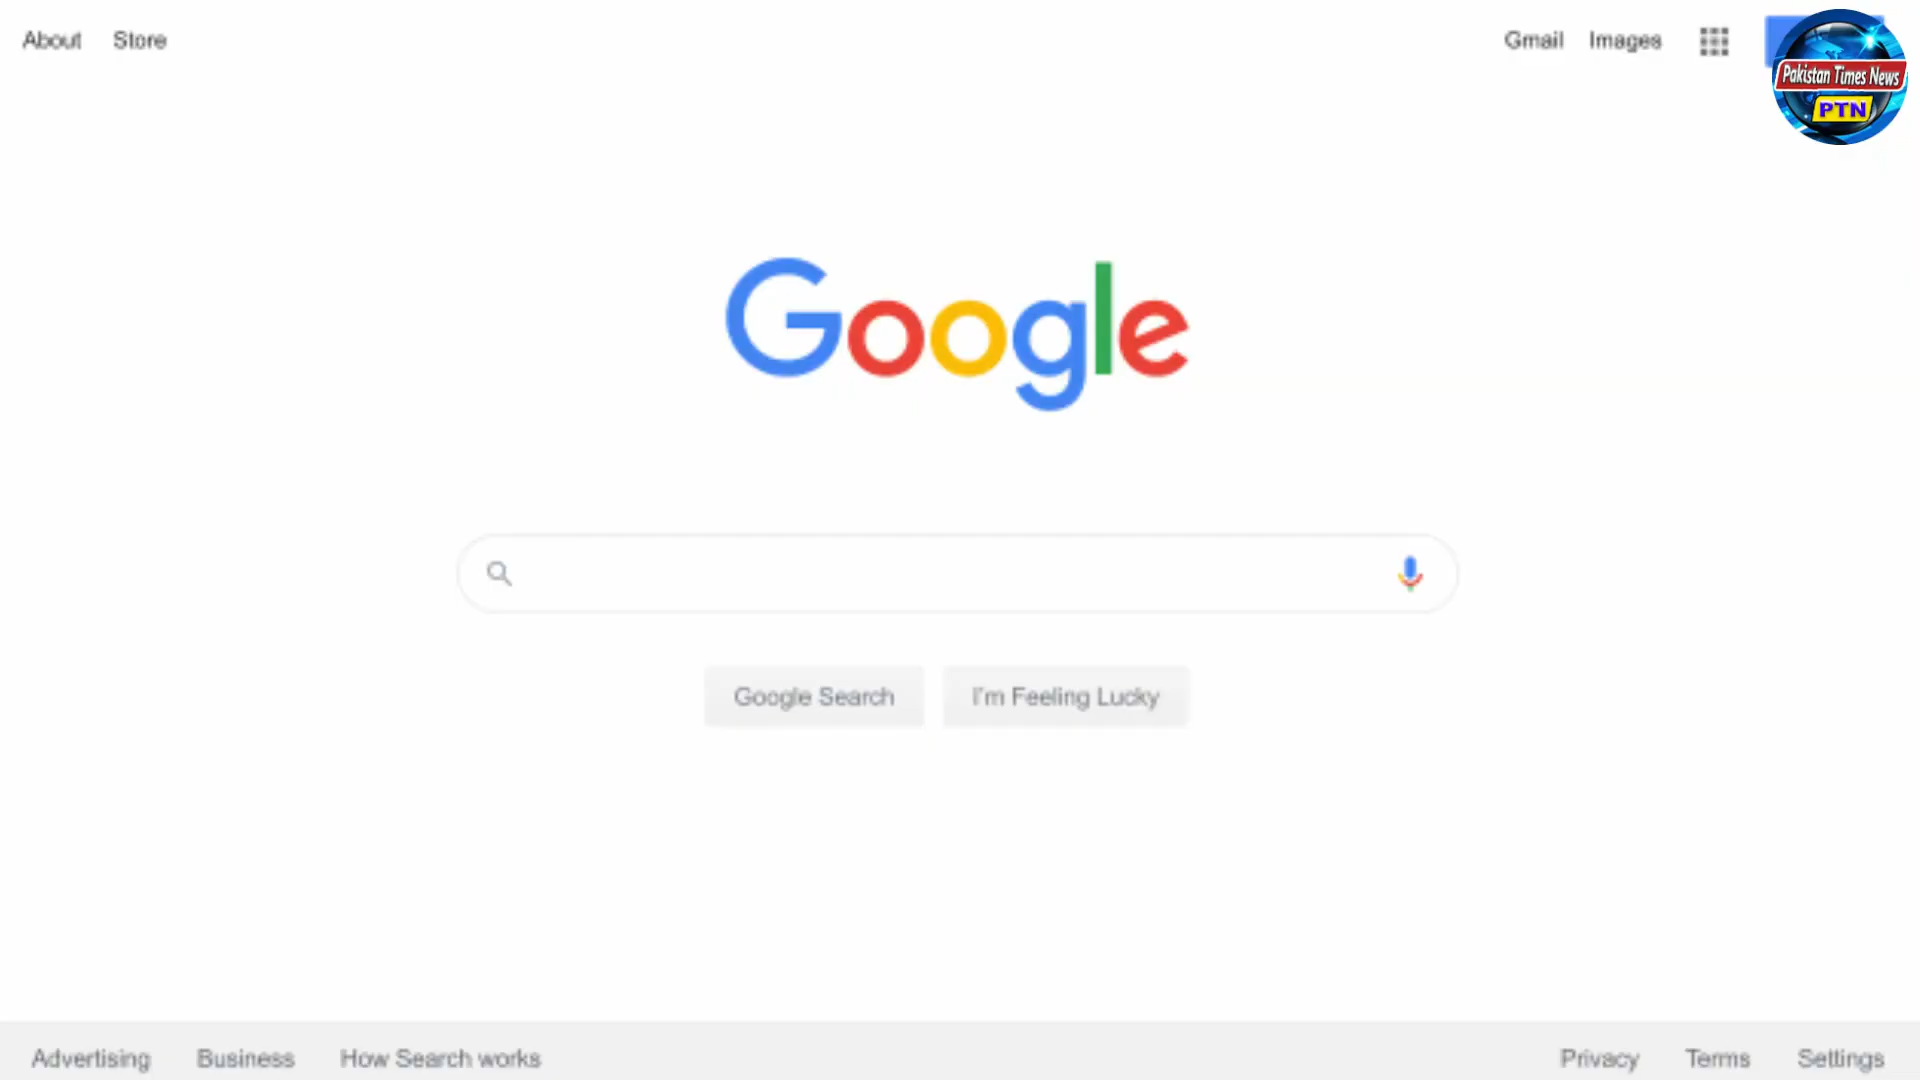 About Store
Gmail Images
Pakistan Times News
PTN
Google
Google Search I'm Feeling Lucky
Advertising Business How Search works
Privacy Terms Settings